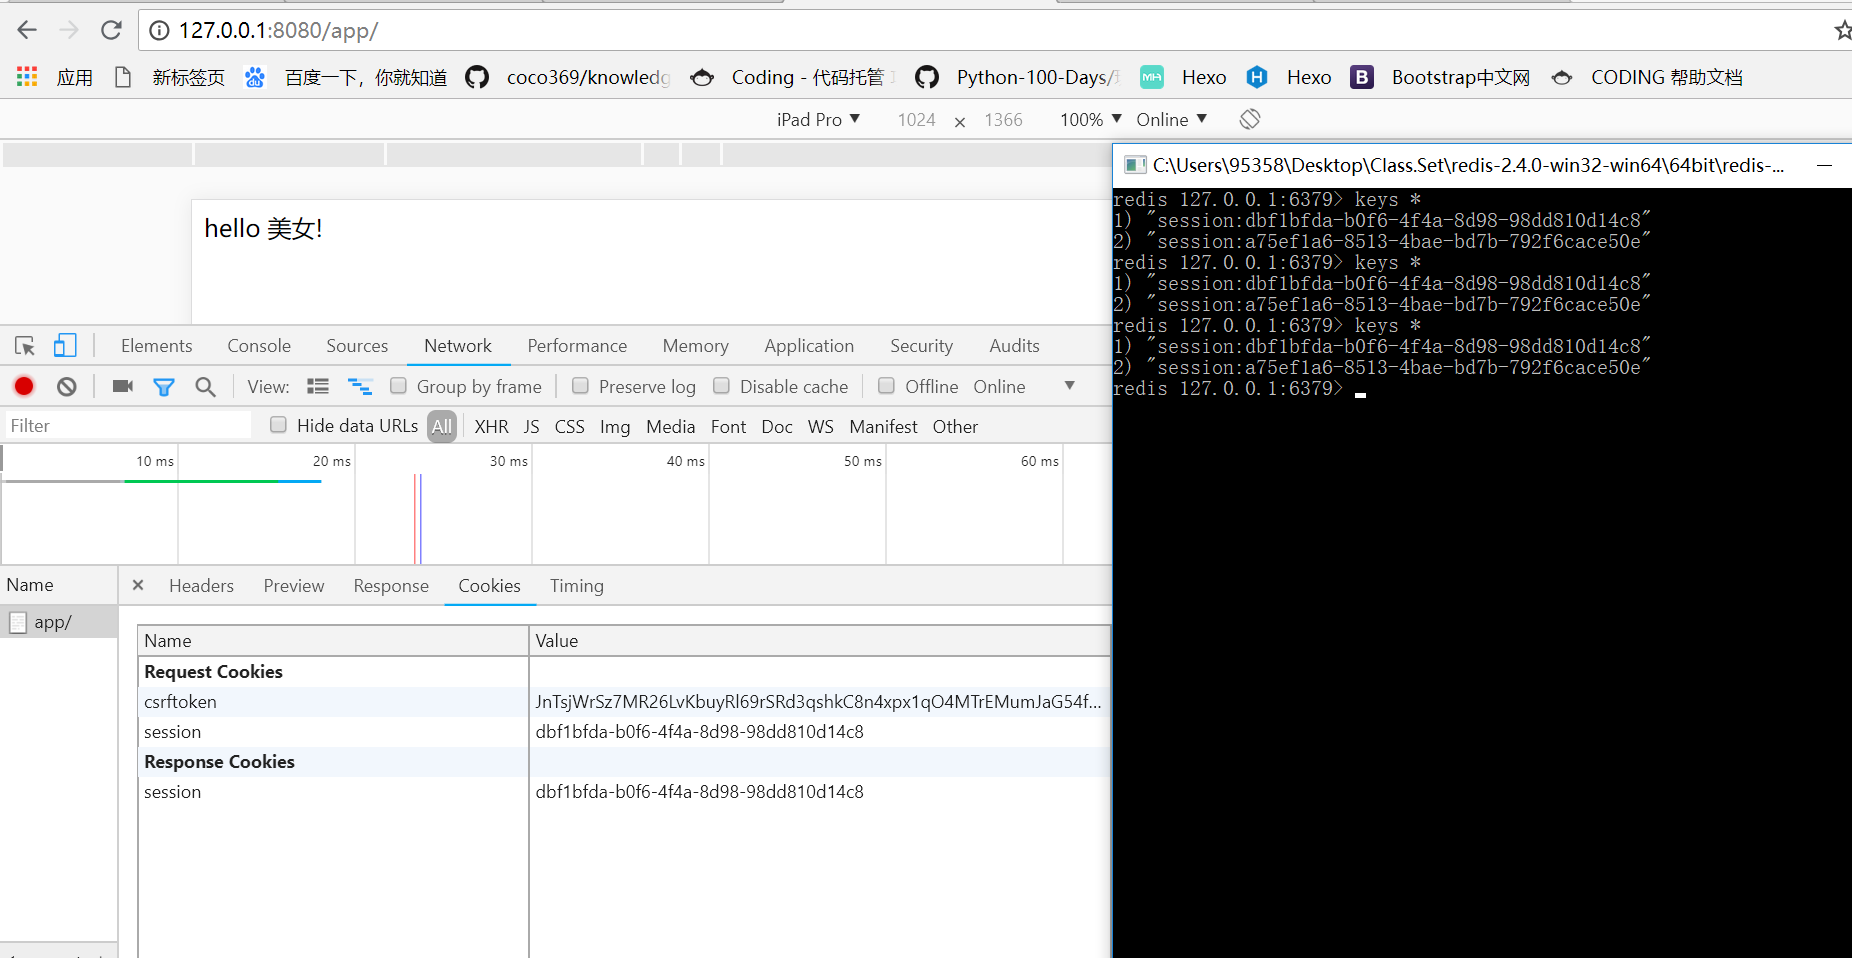 127.0.0.1:8080/app/
应用 新标签页 百度一下，你就知道 coco369/knowledg Coding - 代码托管 Python-100-Days/ Hexo Hexo Bootstrap中文网 CODING 帮助文档
iPad Pro ▼ 1024 × 1366 100% ▼ Online ▼
hello 美女!
Elements Console Sources Network Performance Memory Application Security Audits
View: Group by frame Preserve log Disable cache Offline Online ▼
Filter Hide data URLs All XHR JS CSS Img Media Font Doc WS Manifest Other
10 ms 20 ms 30 ms 40 ms 50 ms 60 ms
Name × Headers Preview Response Cookies Timing
app/
Name Value
Request Cookies
csrftoken JnTsjWrSz7MR26LvKbuyRl69rSRd3qshkC8n4xpx1qO4MTrEMumJaG54f...
session dbf1bfda-b0f6-4f4a-8d98-98dd810d14c8
Response Cookies
session dbf1bfda-b0f6-4f4a-8d98-98dd810d14c8
C:\Users\95358\Desktop\Class.Set\redis-2.4.0-win32-win64\64bit\redis-...
redis 127.0.0.1:6379> keys *
1) "session:dbf1bfda-b0f6-4f4a-8d98-98dd810d14c8"
2) "session:a75ef1a6-8513-4bae-bd7b-792f6cace50e"
redis 127.0.0.1:6379> keys *
1) "session:dbf1bfda-b0f6-4f4a-8d98-98dd810d14c8"
2) "session:a75ef1a6-8513-4bae-bd7b-792f6cace50e"
redis 127.0.0.1:6379> keys *
1) "session:dbf1bfda-b0f6-4f4a-8d98-98dd810d14c8"
2) "session:a75ef1a6-8513-4bae-bd7b-792f6cace50e"
redis 127.0.0.1:6379>